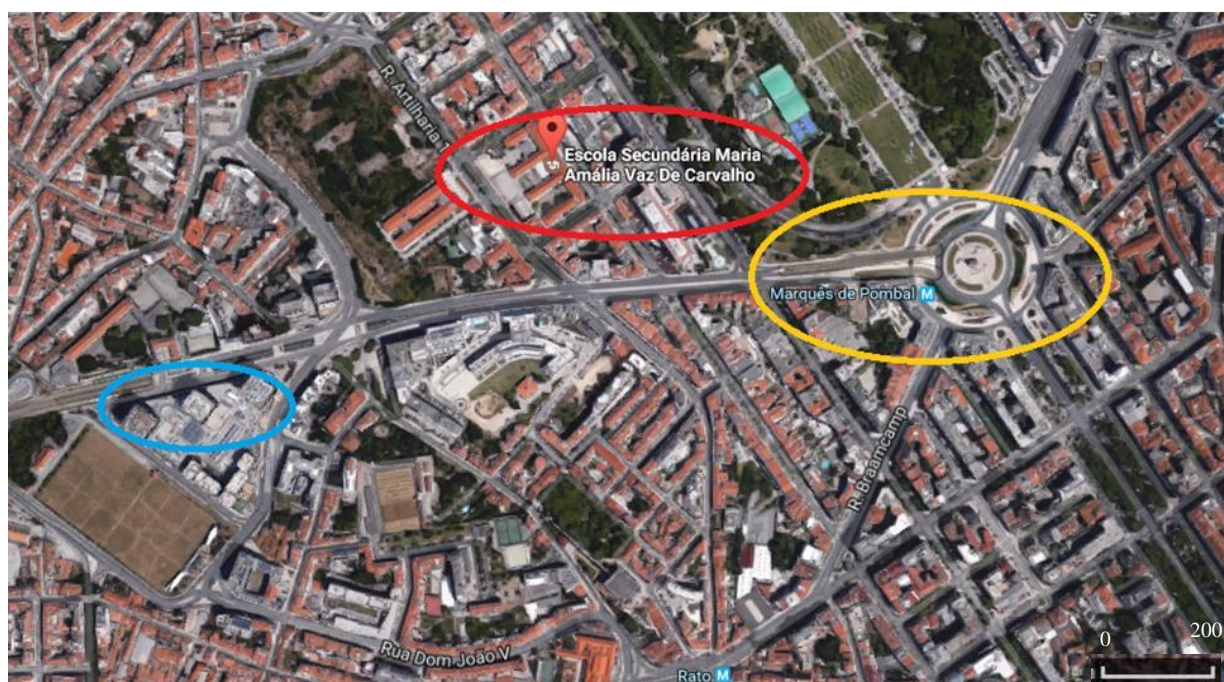 R. Artilharia 1
Escola Secundária Maria
Amália Vaz De Carvalho
Marquês de Pombal M
R. Braamcamp
Rua Dom João V
Rato M
0 200